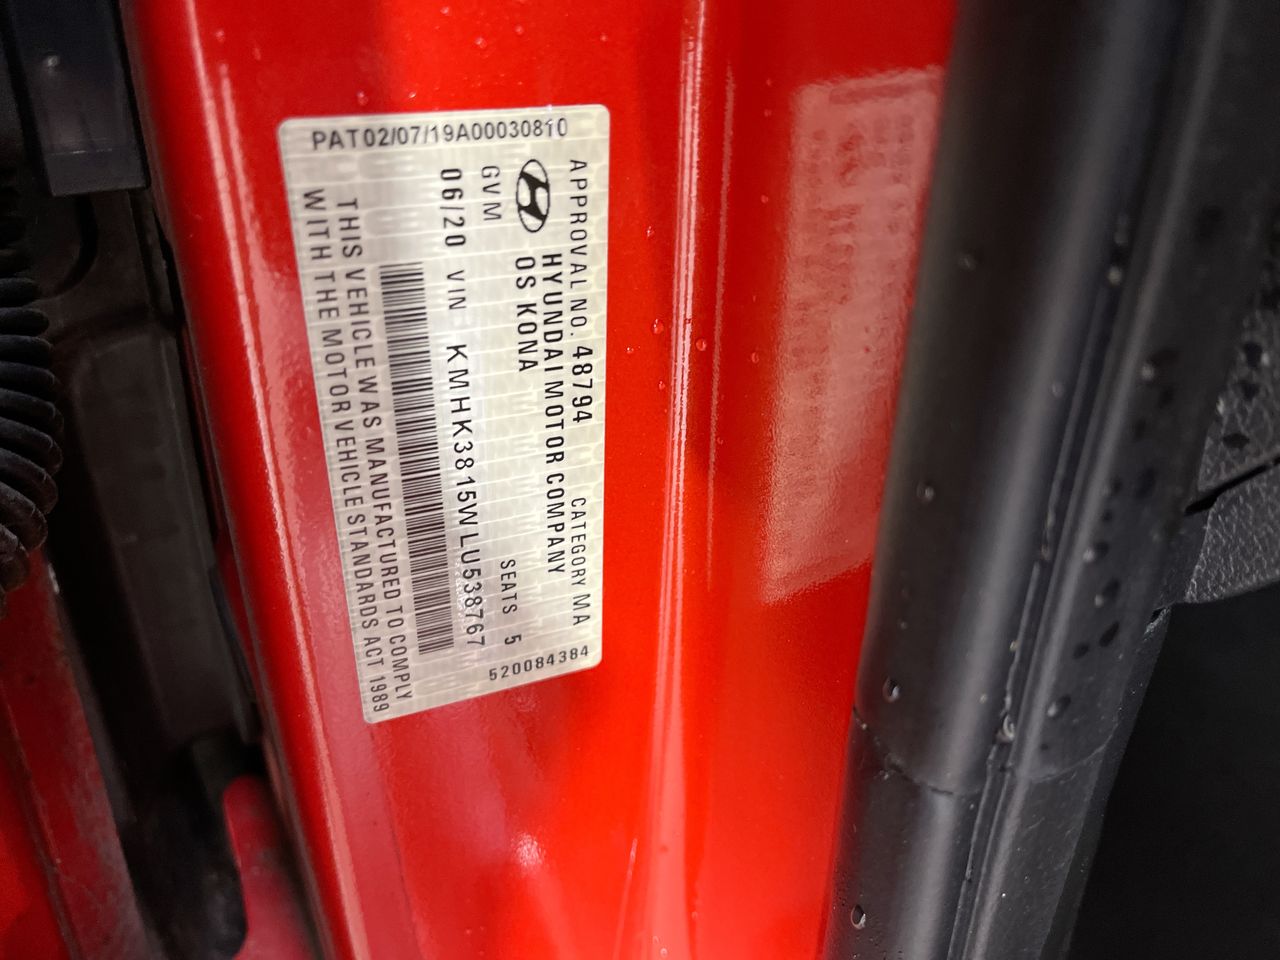 PAT02/07/19A00030810
APPROVAL NO. 48794 CATEGORY MA
HYUNDAI MOTOR COMPANY
OS KONA
GVM SEATS 5
06/20 VIN KMHK3815WLU538767
THIS VEHICLE WAS MANUFACTURED TO COMPLY
WITH THE MOTOR VEHICLE STANDARDS ACT 1989
520084384